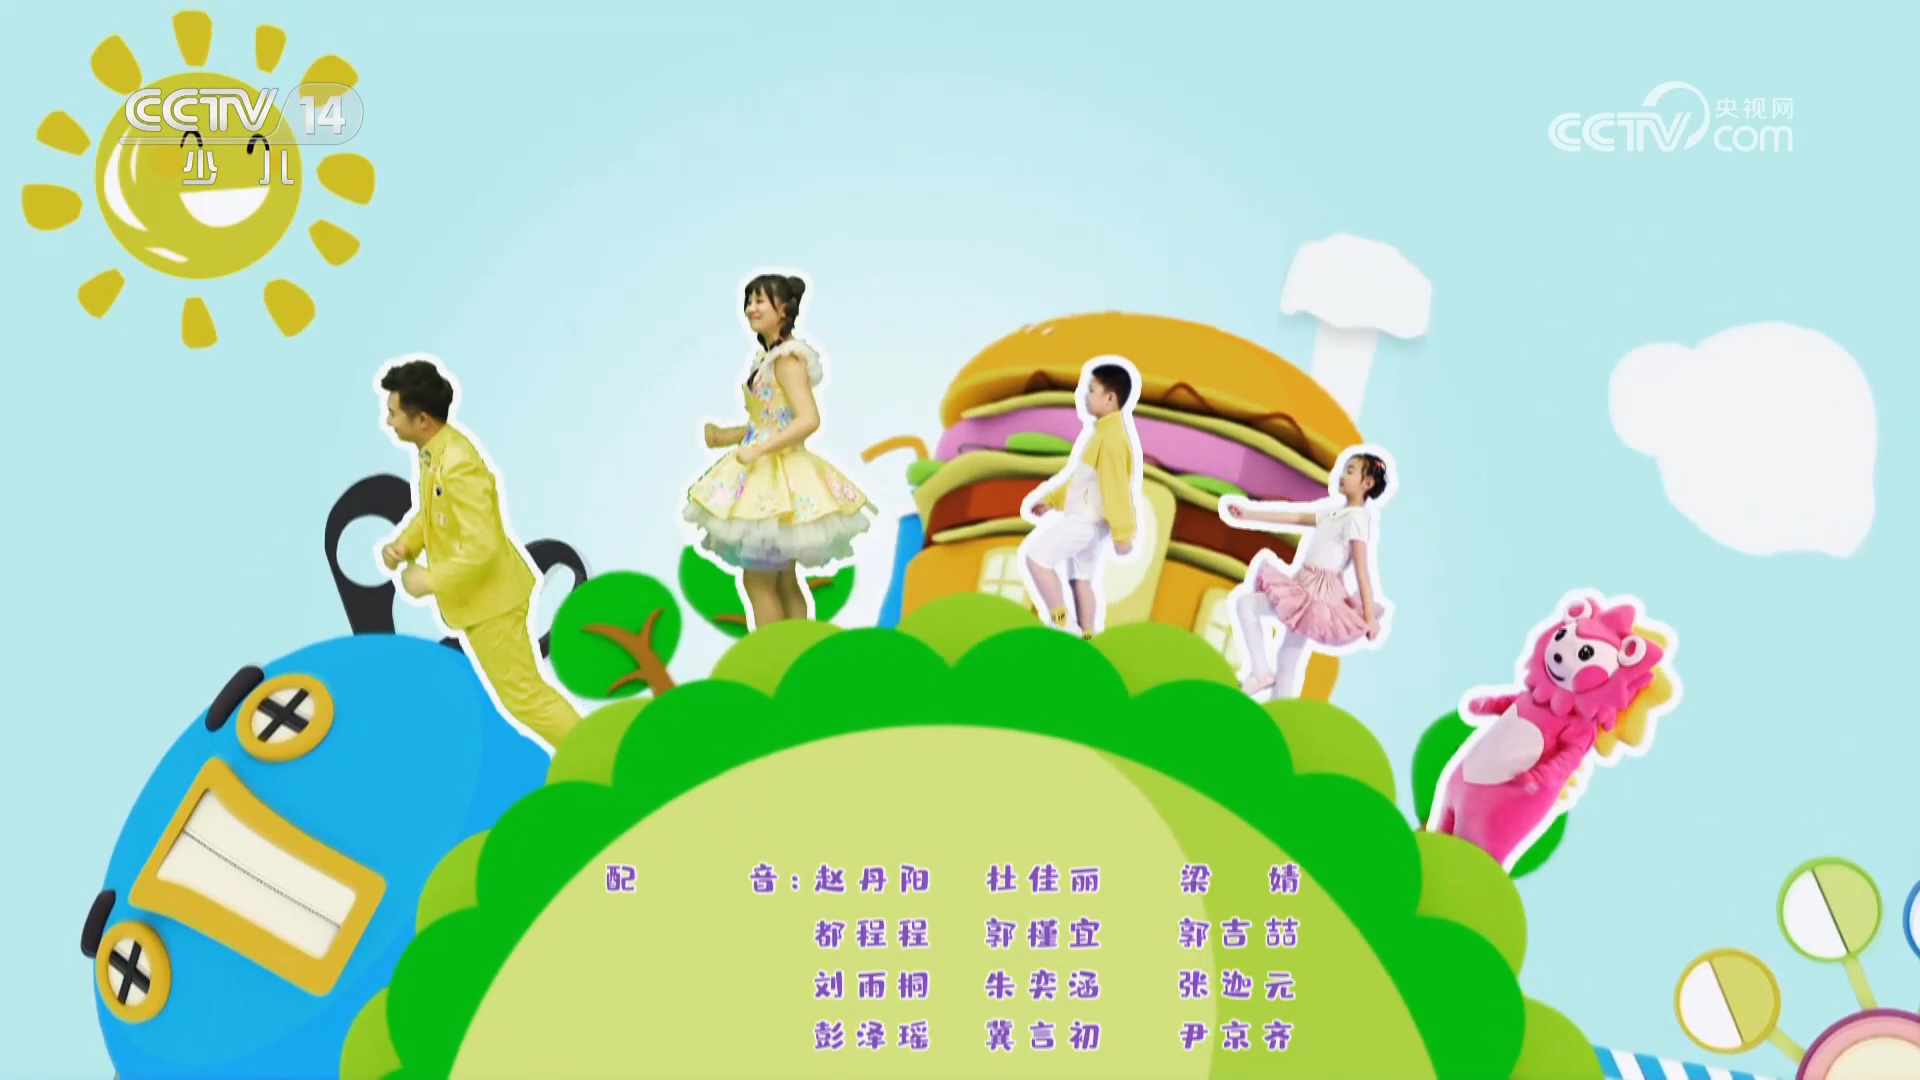 CCTV 14
少儿
CCTV 央视网
com
配 音:赵丹阳 杜佳丽 梁 婧
都程程 郭槿宜 郭吉喆
刘雨桐 朱奕涵 张迦元
彭泽瑶 冀言初 尹京齐